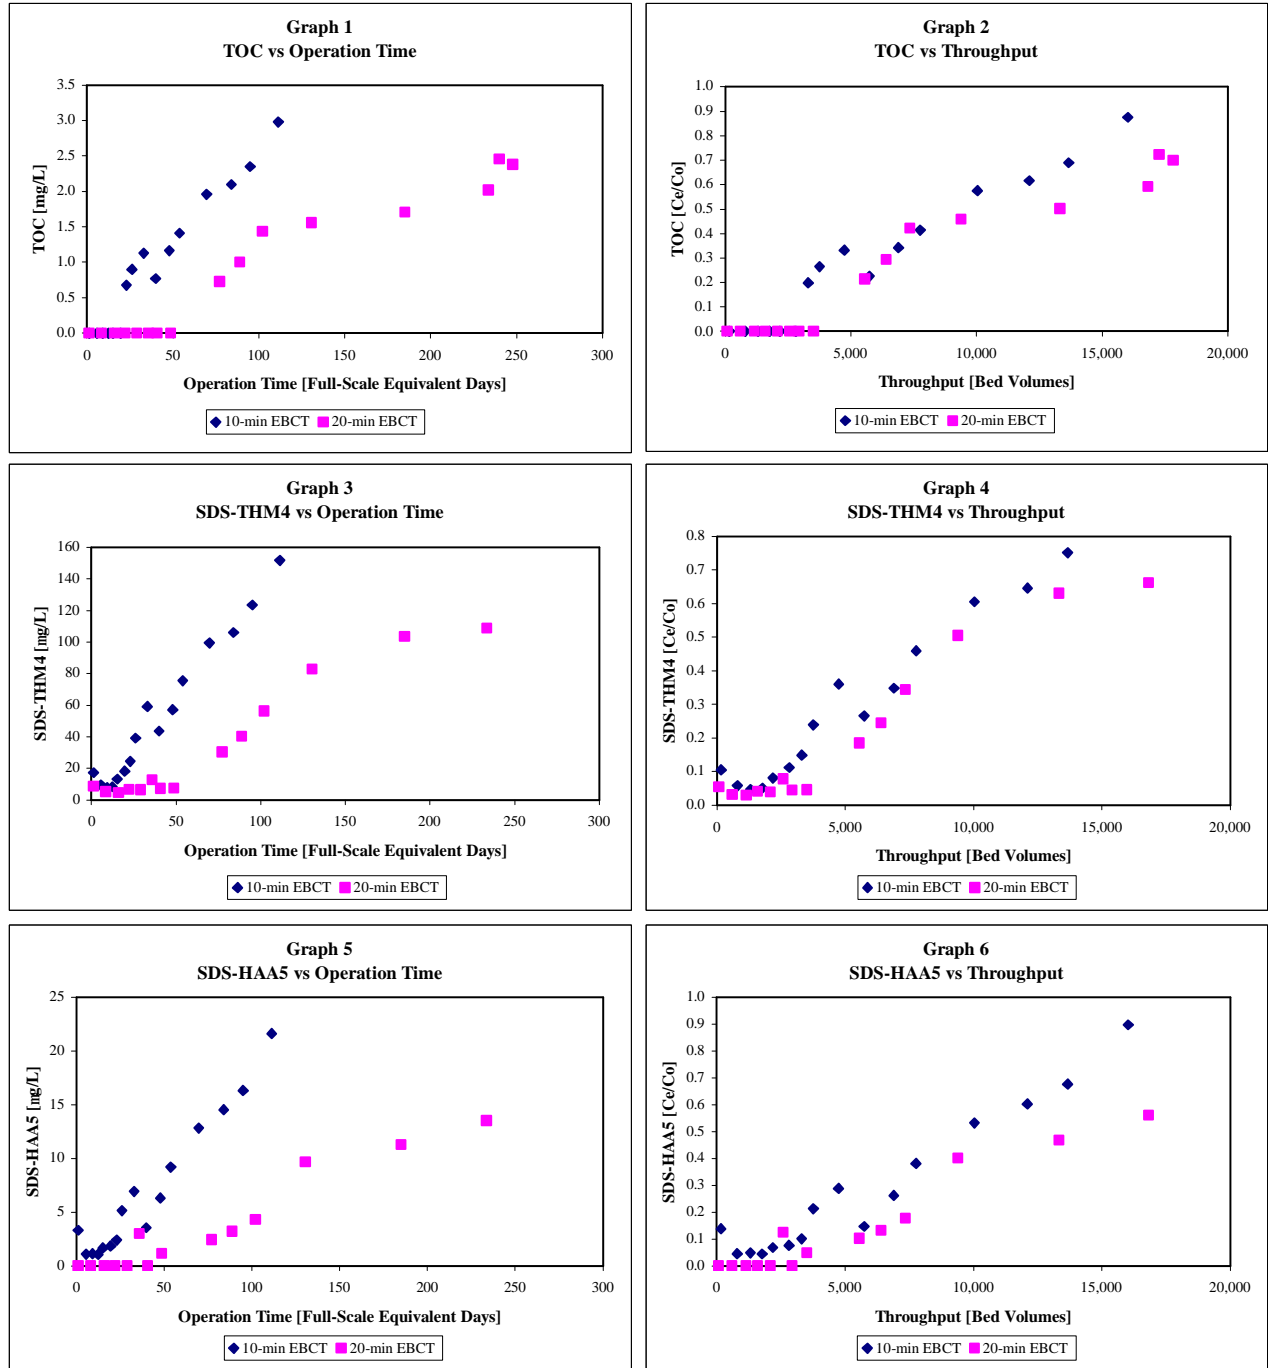 Graph 1
TOC vs Operation Time
3.5
3.0
2.5
2.0
1.5
1.0
0.5
0.0
TOC [mg/L]
0 50 100 150 200 250 300
Operation Time [Full-Scale Equivalent Days]
10-min EBCT 20-min EBCT
Graph 2
TOC vs Throughput
1.0
0.9
0.8
0.7
0.6
0.5
0.4
0.3
0.2
0.1
0.0
TOC [Ce/Co]
0 5,000 10,000 15,000 20,000
Throughput [Bed Volumes]
10-min EBCT 20-min EBCT
Graph 3
SDS-THM4 vs Operation Time
160
140
120
100
80
60
40
20
0
SDS-THM4 [mg/L]
0 50 100 150 200 250 300
Operation Time [Full-Scale Equivalent Days]
10-min EBCT 20-min EBCT
Graph 4
SDS-THM4 vs Throughput
0.8
0.7
0.6
0.5
0.4
0.3
0.2
0.1
0.0
SDS-THM4 [Ce/Co]
0 5,000 10,000 15,000 20,000
Throughput [Bed Volumes]
10-min EBCT 20-min EBCT
Graph 5
SDS-HAA5 vs Operation Time
25
20
15
10
5
0
SDS-HAA5 [mg/L]
0 50 100 150 200 250 300
Operation Time [Full-Scale Equivalent Days]
10-min EBCT 20-min EBCT
Graph 6
SDS-HAA5 vs Throughput
1.0
0.9
0.8
0.7
0.6
0.5
0.4
0.3
0.2
0.1
0.0
SDS-HAA5 [Ce/Co]
0 5,000 10,000 15,000 20,000
Throughput [Bed Volumes]
10-min EBCT 20-min EBCT